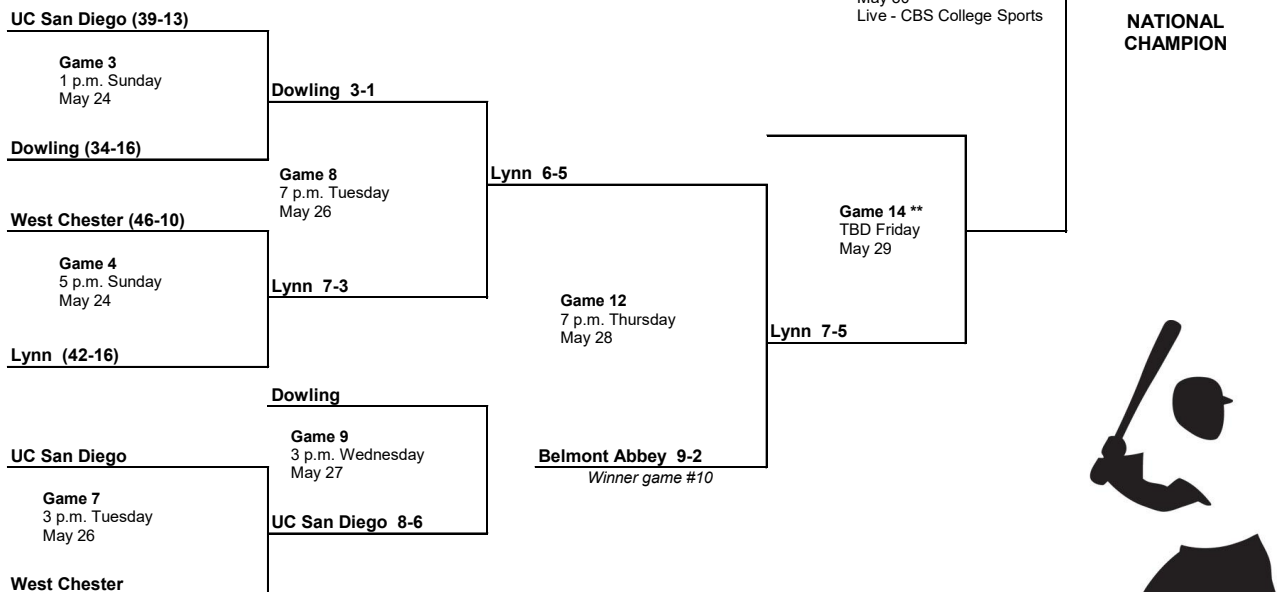 Live - CBS College Sports
NATIONAL
CHAMPION
UC San Diego (39-13)
Game 3
1 p.m. Sunday
May 24
Dowling 3-1
Dowling (34-16)
Game 8
7 p.m. Tuesday
May 26
Lynn 6-5
West Chester (46-10)
Game 4
5 p.m. Sunday
May 24
Lynn 7-3
Lynn (42-16)
Game 14 **
TBD Friday
May 29
Game 12
7 p.m. Thursday
May 28
Lynn 7-5
Dowling
Game 9
3 p.m. Wednesday
May 27
Belmont Abbey 9-2
Winner game #10
UC San Diego
Game 7
3 p.m. Tuesday
May 26
UC San Diego 8-6
West Chester